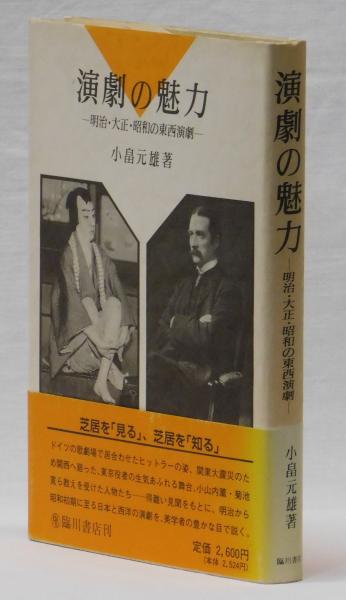 演劇の魅力
―明治・大正・昭和の東西演劇―
小畠元雄著
芝居を「見る」、芝居を「知る」
ドイツの歌劇場で居合わせたヒットラーの姿、関東大震災のた
め関西へ廻った、東京役者の生気あふれる舞台、小山内薫・菊池
寛ら教えを受けた人物たち――得難い見聞をもとに、明治から
昭和初期に至る日本と西洋の演劇を、美学者の豊かな目で説く。
臨川書店刊
定価 2,600円
(本体 2,524円)
演劇の魅力
―明治・大正・昭和の東西演劇―
小畠元雄著
臨川書店